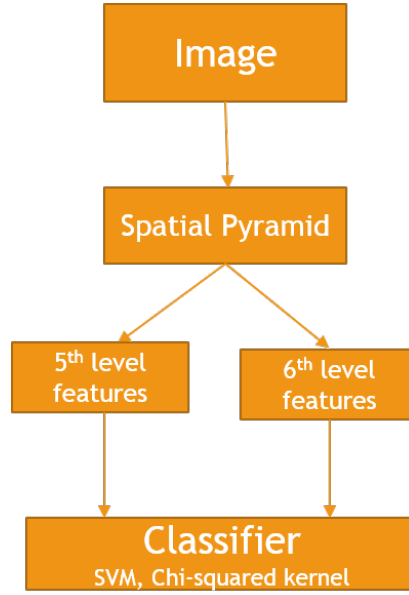 Image
Spatial Pyramid
5th level
features
6th level
features
Classifier
SVM, Chi-squared kernel